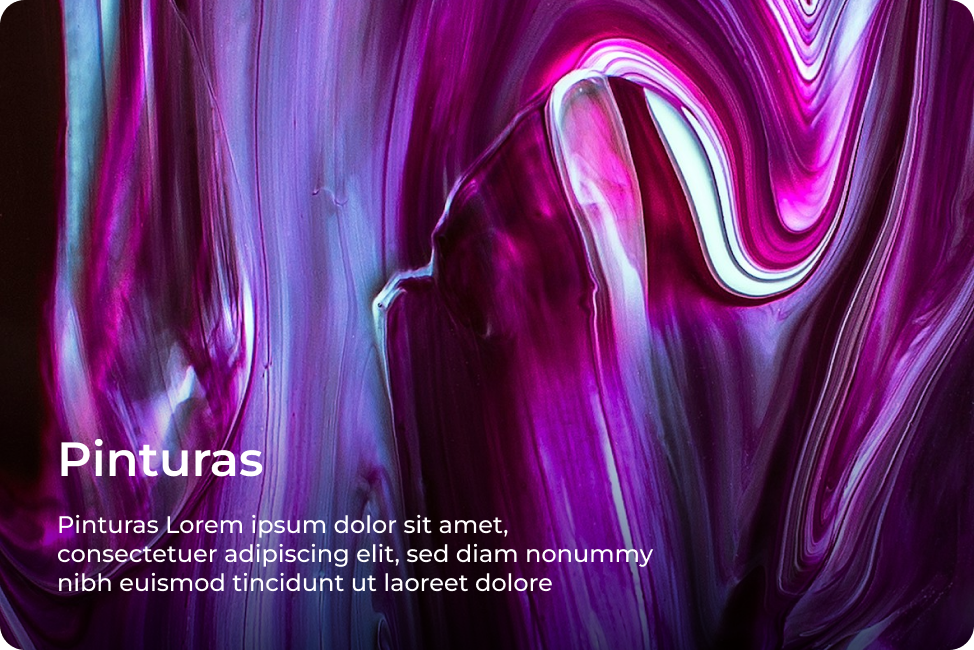 Pinturas
Pinturas Lorem ipsum dolor sit amet,
consectetuer adipiscing elit, sed diam nonummy
nibh euismod tincidunt ut laoreet dolore